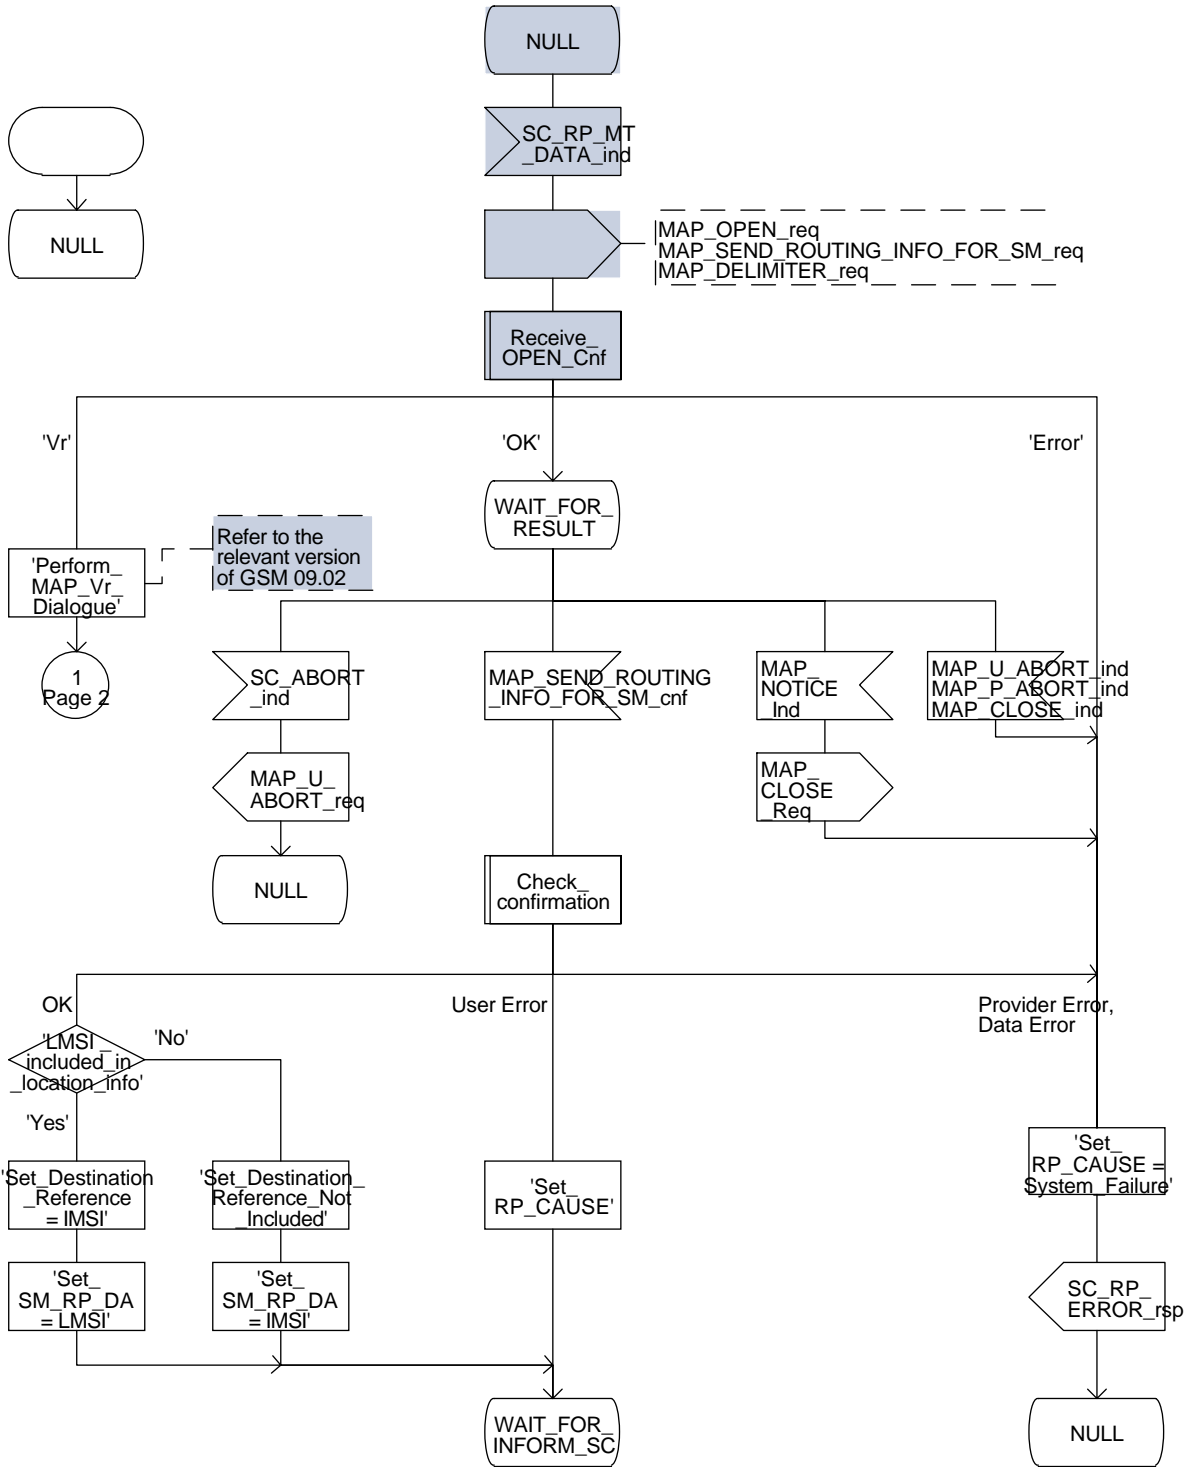 NULL
SC_RP_MT
_DATA_ind
NULL
MAP_OPEN_req
MAP_SEND_ROUTING_INFO_FOR_SM_req
MAP_DELIMITER_req
Receive_
OPEN_Cnf
'Vr'
'OK'
'Error'
WAIT_FOR_
RESULT
Refer to the
relevant version
of GSM 09.02
'Perform_
MAP_Vr_
Dialogue'
1
Page 2
SC_ABORT
_ind
MAP_SEND_ROUTING
_INFO_FOR_SM_cnf
MAP_
NOTICE
_Ind
MAP_U_ABORT_ind
MAP_P_ABORT_ind
MAP_CLOSE_ind
MAP_U_
ABORT_req
MAP_
CLOSE
_Req
NULL
Check_
confirmation
OK
User Error
Provider Error,
Data Error
'LMSI_
included_in
_location_info'
'No'
'Yes'
'Set_Destination
_Reference
= IMSI'
'Set_Destination_
Reference_Not
_Included'
'Set_
RP_CAUSE'
'Set_
RP_CAUSE =
System_Failure'
'Set_
SM_RP_DA
= LMSI'
'Set_
SM_RP_DA
= IMSI'
SC_RP_
ERROR_rsp
WAIT_FOR_
INFORM_SC
NULL